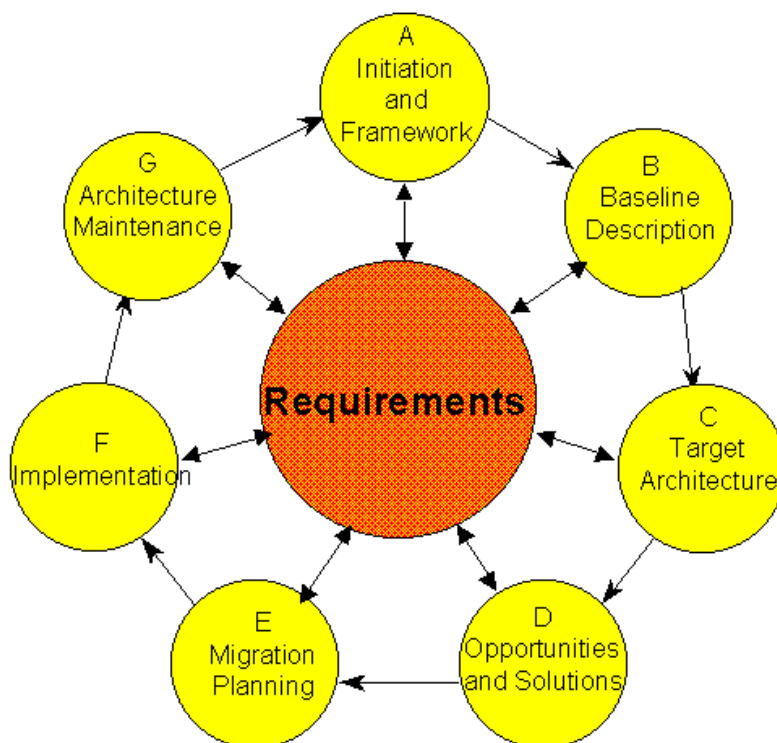 A
Initiation
and
Framework
B
Baseline
Description
C
Target
Architecture
D
Opportunities
and Solutions
E
Migration
Planning
F
Implementation
G
Architecture
Maintenance
Requirements